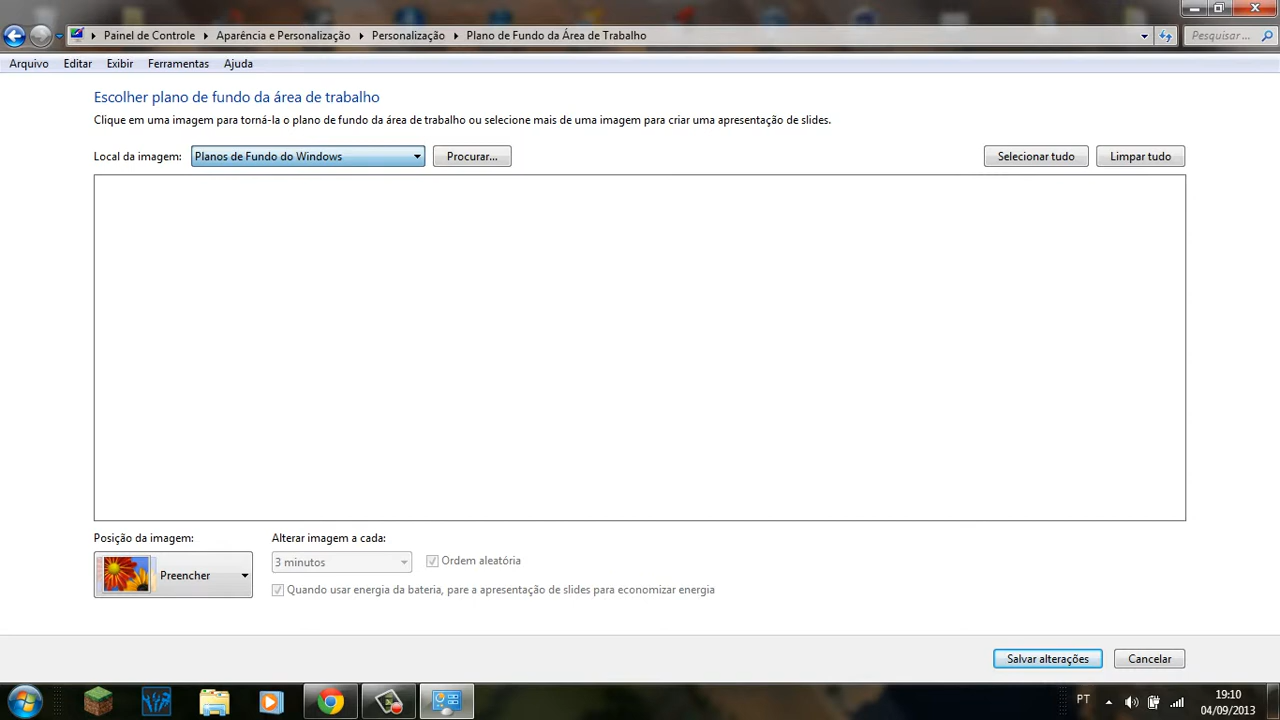 Painel de Controle Aparência e Personalização Personalização Plano de Fundo da Área de Trabalho Pesquisar ...
Arquivo Editar Exibir Ferramentas Ajuda
Escolher plano de fundo da área de trabalho
Clique em uma imagem para torná-la o plano de fundo da área de trabalho ou selecione mais de uma imagem para criar uma apresentação de slides.
Local da imagem: Planos de Fundo do Windows Procurar... Selecionar tudo Limpar tudo
Posição da imagem: Alterar imagem a cada:
Preencher 3 minutos Ordem aleatória
Quando usar energia da bateria, pare a apresentação de slides para economizar energia
Salvar alterações Cancelar
PT 19:10
04/09/2013